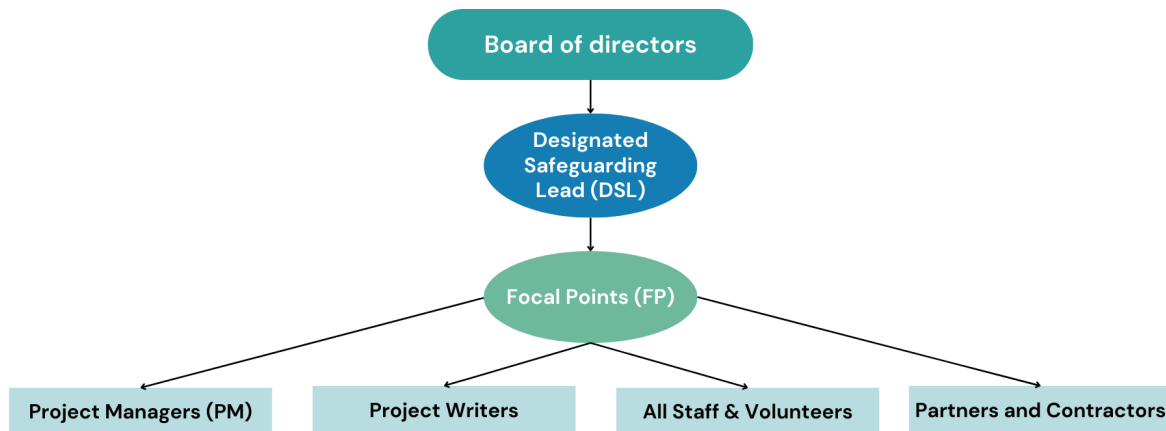 Board of directors
Designated
Safeguarding
Lead (DSL)
Focal Points (FP)
Project Managers (PM)
Project Writers
All Staff & Volunteers
Partners and Contractors